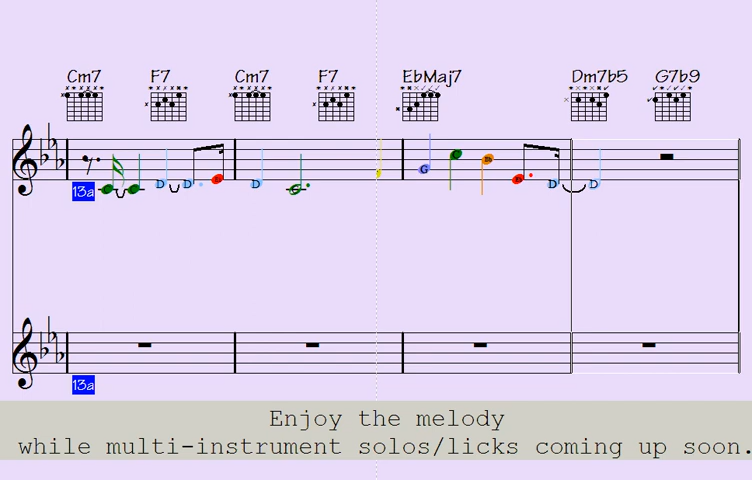 Cm7 F7 Cm7 F7 EbMaj7 Dm7b5 G7b9
13a
D D D G D D
13a
Enjoy the melody
while multi-instrument solos/licks coming up soon.